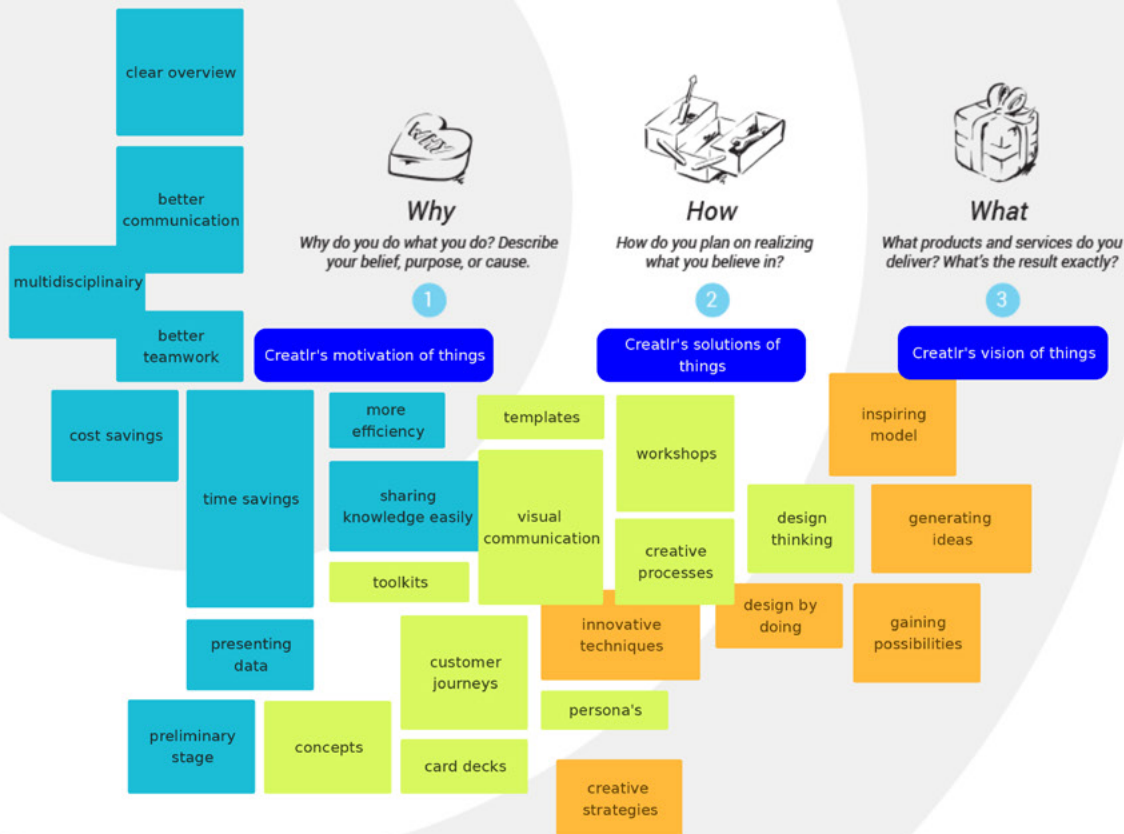 clear overview
better
communication
multidisciplinairy
better
teamwork
WHY
Why
Why do you do what you do? Describe
your belief, purpose, or cause.
1
Creatlr's motivation of things
How
How do you plan on realizing
what you believe in?
2
Creatlr's solutions of
things
What
What products and services do you
deliver? What's the result exactly?
3
Creatlr's vision of things
cost savings
time savings
more
efficiency
sharing
knowledge easily
toolkits
templates
visual
communication
workshops
creative
processes
design
thinking
inspiring
model
generating
ideas
innovative
techniques
design by
doing
gaining
possibilities
presenting
data
customer
journeys
persona's
preliminary
stage
concepts
card decks
creative
strategies